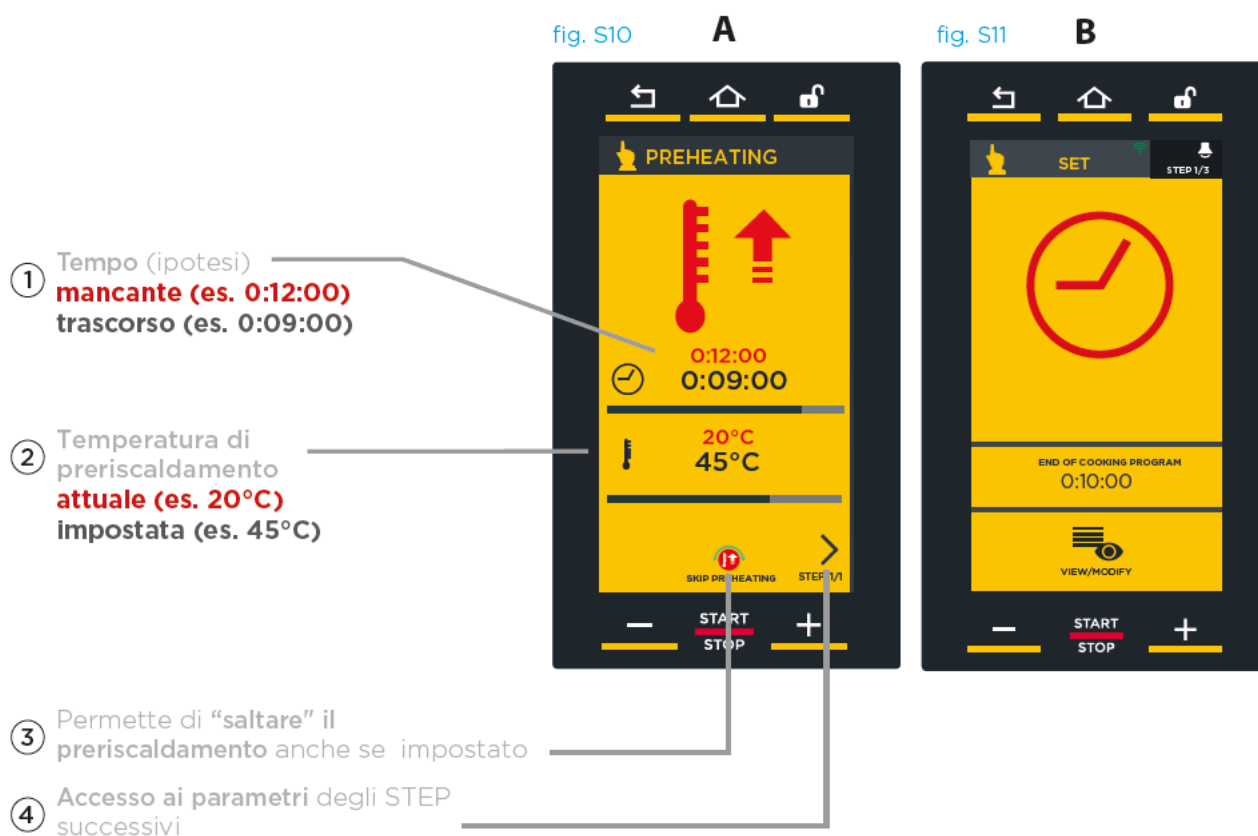 fig. S10
A
fig. S11
B
PREHEATING
SET
STEP 1/3
1
Tempo (ipotesi)
mancante (es. 0:12:00)
trascorso (es. 0:09:00)
0:12:00
0:09:00
2
Temperatura di
preriscaldamento
attuale (es. 20°C)
impostata (es. 45°C)
20°C
45°C
END OF COOKING PROGRAM
0:10:00
SKIP PREHEATING
STEP 1/1
VIEW/MODIFY
START
STOP
START
STOP
3
Permette di “saltare" il
preriscaldamento anche se impostato
4
Accesso ai parametri degli STEP
successivi